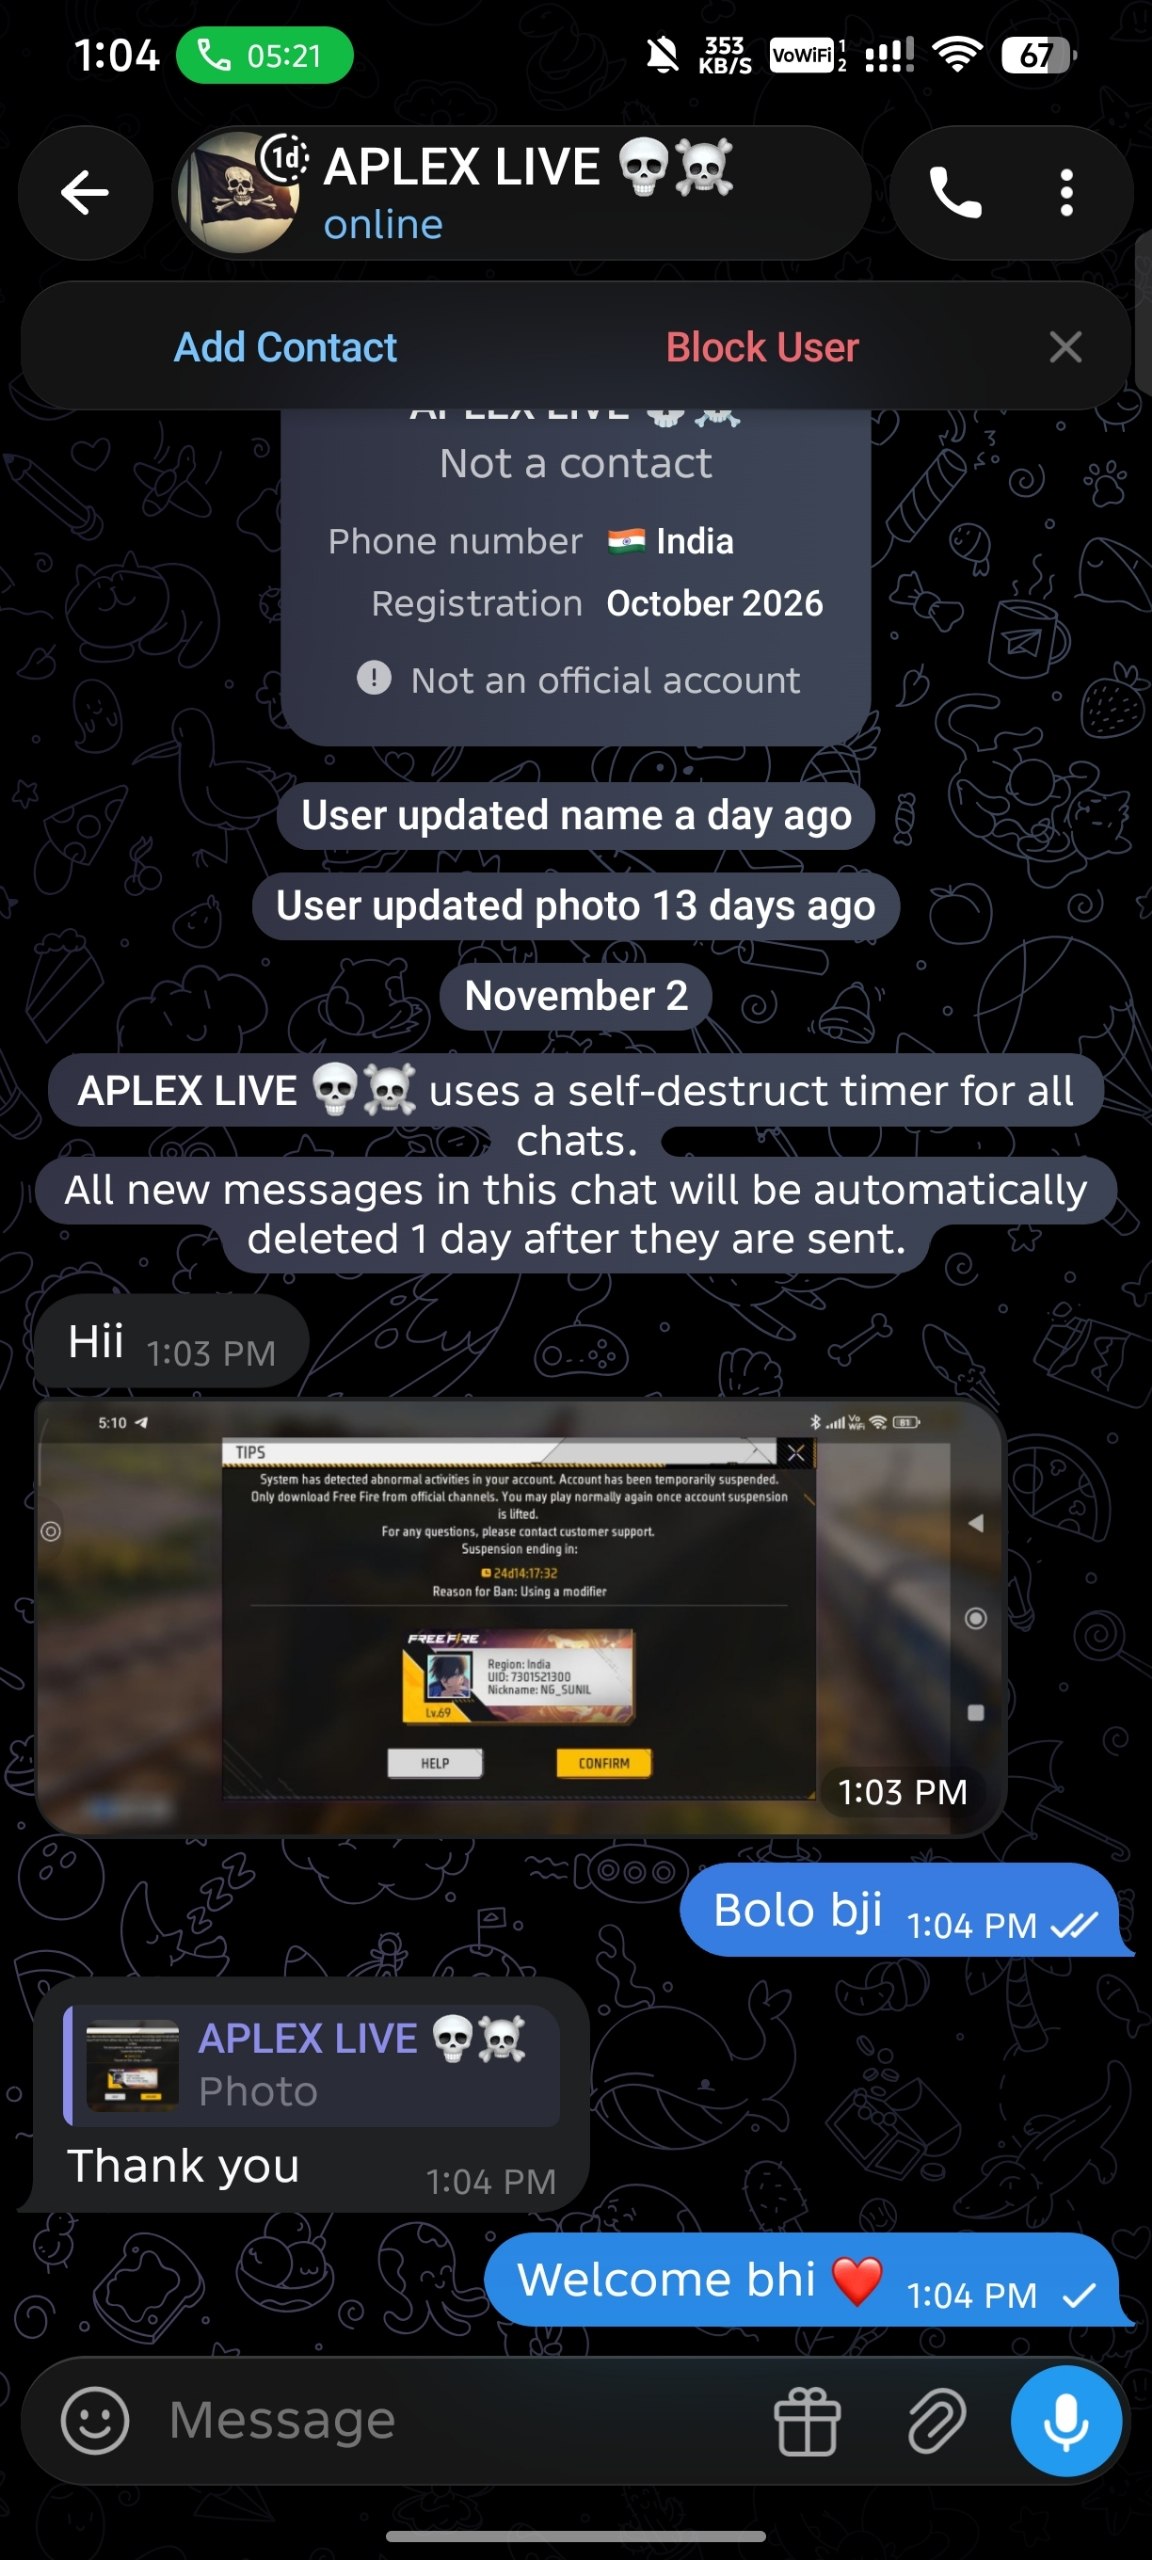 1:04
05:21
353
KB/S
VoWiFi
1
2
67
1d
APLEX LIVE 💀☠️
online
Add Contact
Block User
APLEX LIVE 💀☠️
Not a contact
Phone number 🇮🇳 India
Registration October 2026
! Not an official account
User updated name a day ago
User updated photo 13 days ago
November 2
APLEX LIVE 💀☠️ uses a self-destruct timer for all
chats.
All new messages in this chat will be automatically
deleted 1 day after they are sent.
Hii 1:03 PM
5:10
Vo
WiFi
81
TIPS
System has detected abnormal activities in your account. Account has been temporarily suspended.
Only download Free Fire from official channels. You may play normally again once account suspension
is lifted.
For any questions, please contact customer support.
Suspension ending in:
24d14:17:32
Reason for Ban: Using a modifier
FREE FIRE
Region: India
UID: 7301521300
Nickname: NG_SUNIL
Lv.69
HELP
CONFIRM
1:03 PM
Bolo bji 1:04 PM
APLEX LIVE 💀☠️
Photo
Thank you 1:04 PM
Welcome bhi ❤️ 1:04 PM
Message